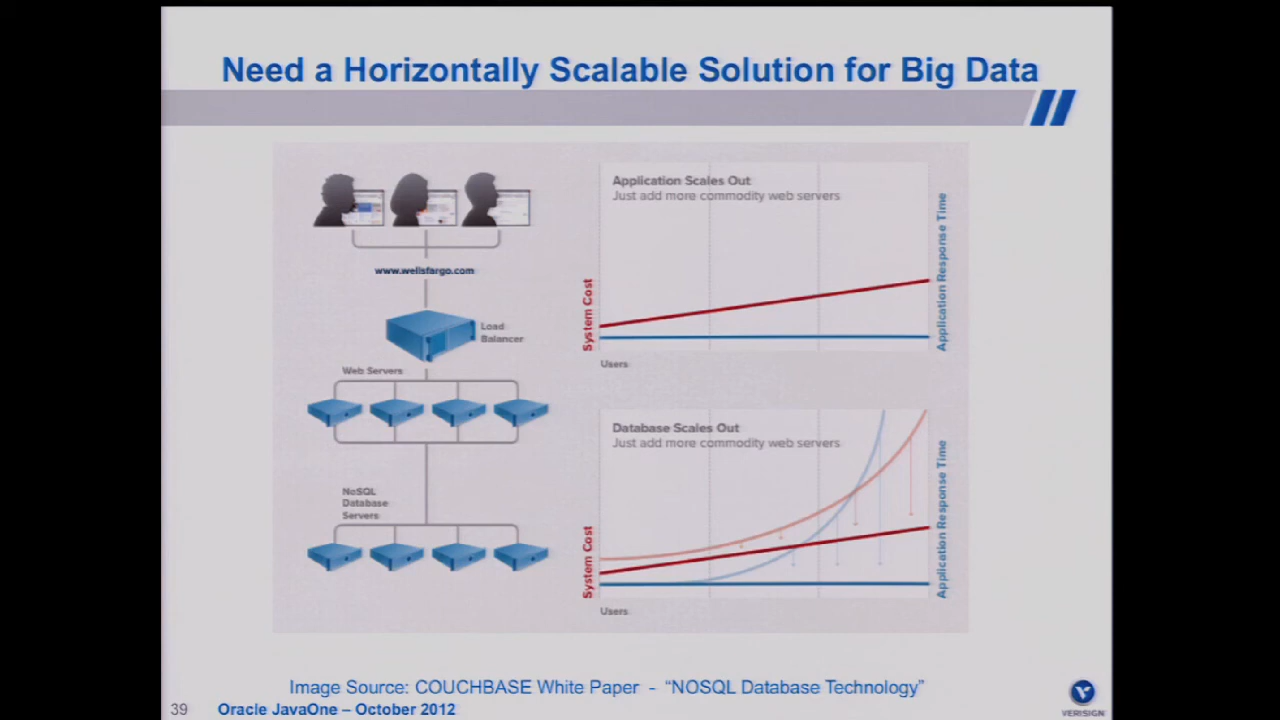 Need a Horizontally Scalable Solution for Big Data
www.wellsfargo.com
Load
Balancer
Web Servers
NoSQL
Database
Servers
Application Scales Out
Just add more commodity web servers
System Cost
Application Response Time
Users
Database Scales Out
Just add more commodity web servers
System Cost
Application Response Time
Users
Image Source: COUCHBASE White Paper - “NOSQL Database Technology”
39 Oracle JavaOne – October 2012
VERISIGN